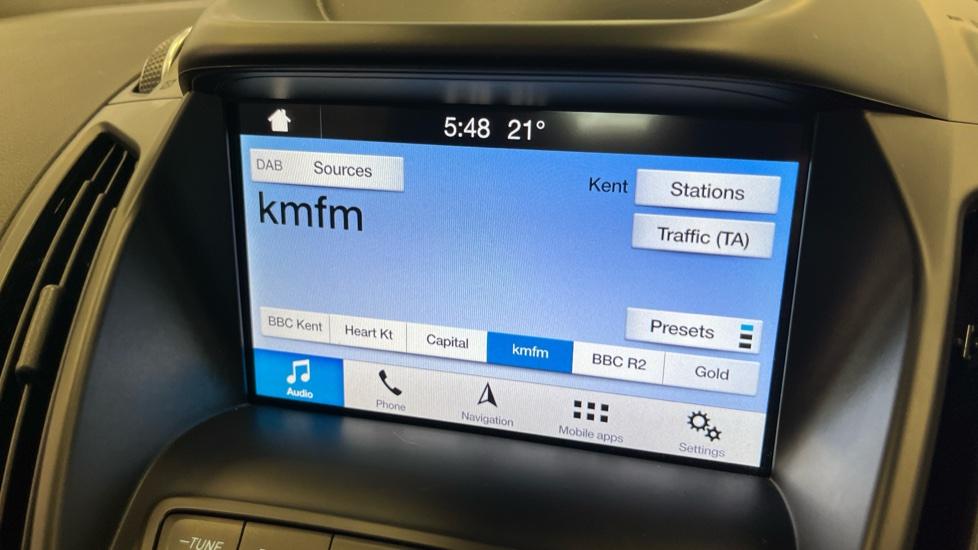 5:48 21°
DAB Sources
Kent Stations
kmfm
Traffic (TA)
Presets
BBC Kent Heart Kt Capital kmfm BBC R2 Gold
Audio Phone Navigation Mobile apps Settings
–TUNE